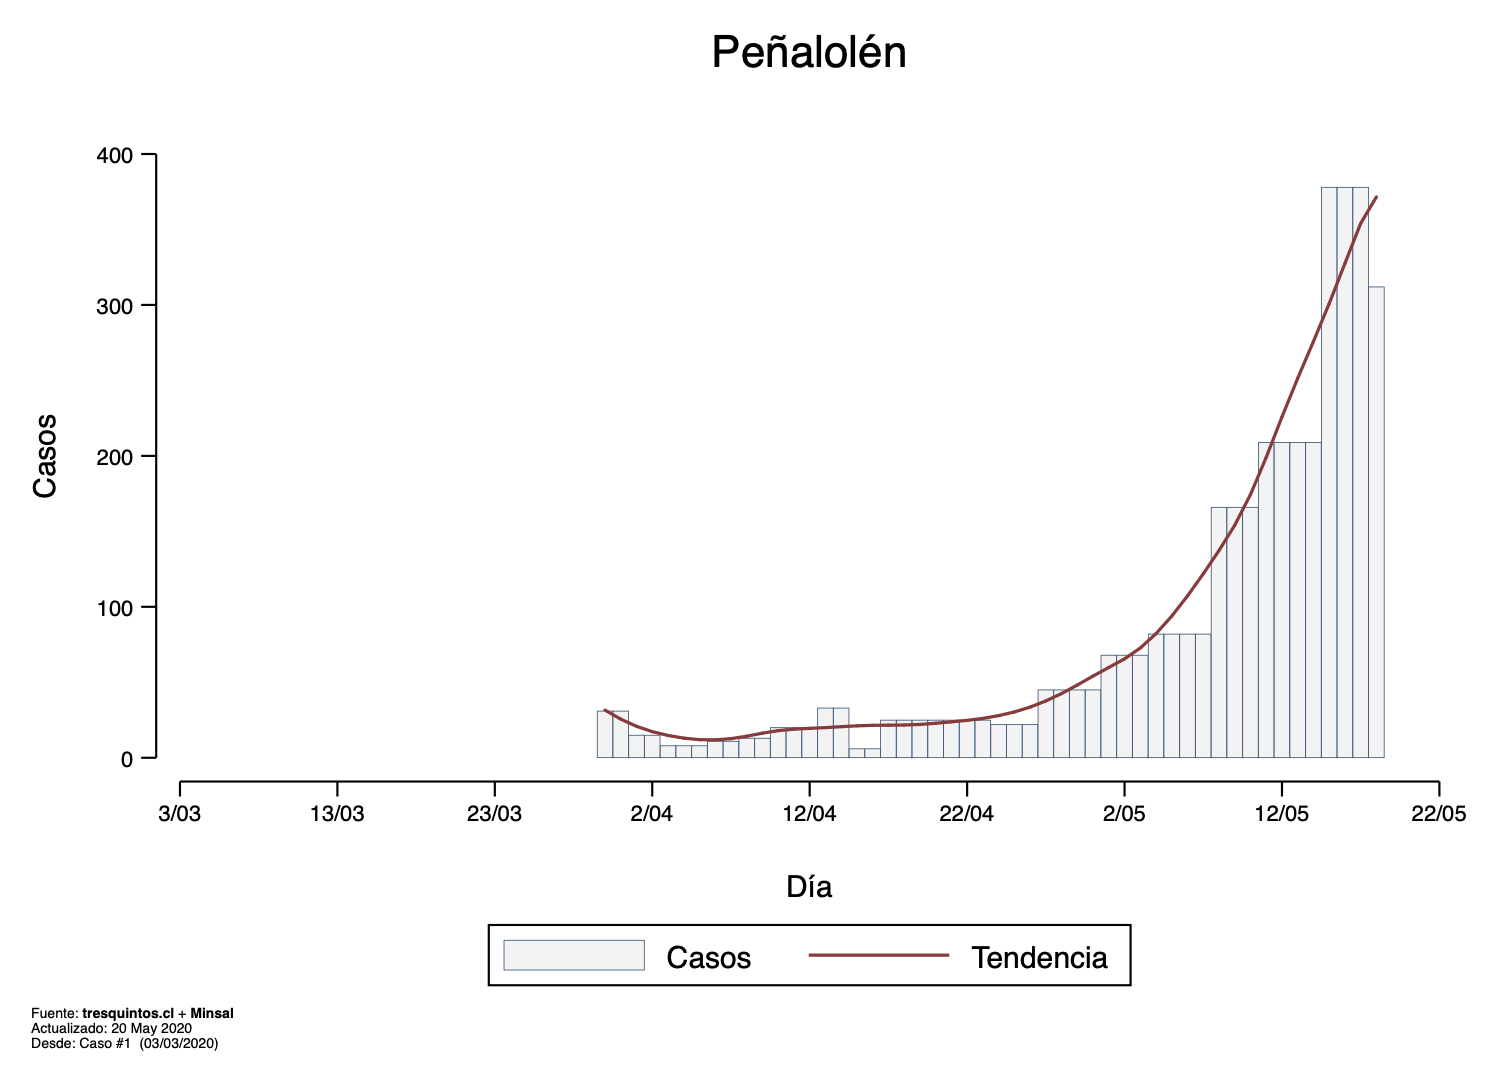 Peñalolén
400
300
200
100
0
Casos
3/03 13/03 23/03 2/04 12/04 22/04 2/05 12/05 22/05
Día
Casos Tendencia
Fuente: tresquintos.cl + Minsal
Actualizado: 20 May 2020
Desde: Caso #1 (03/03/2020)